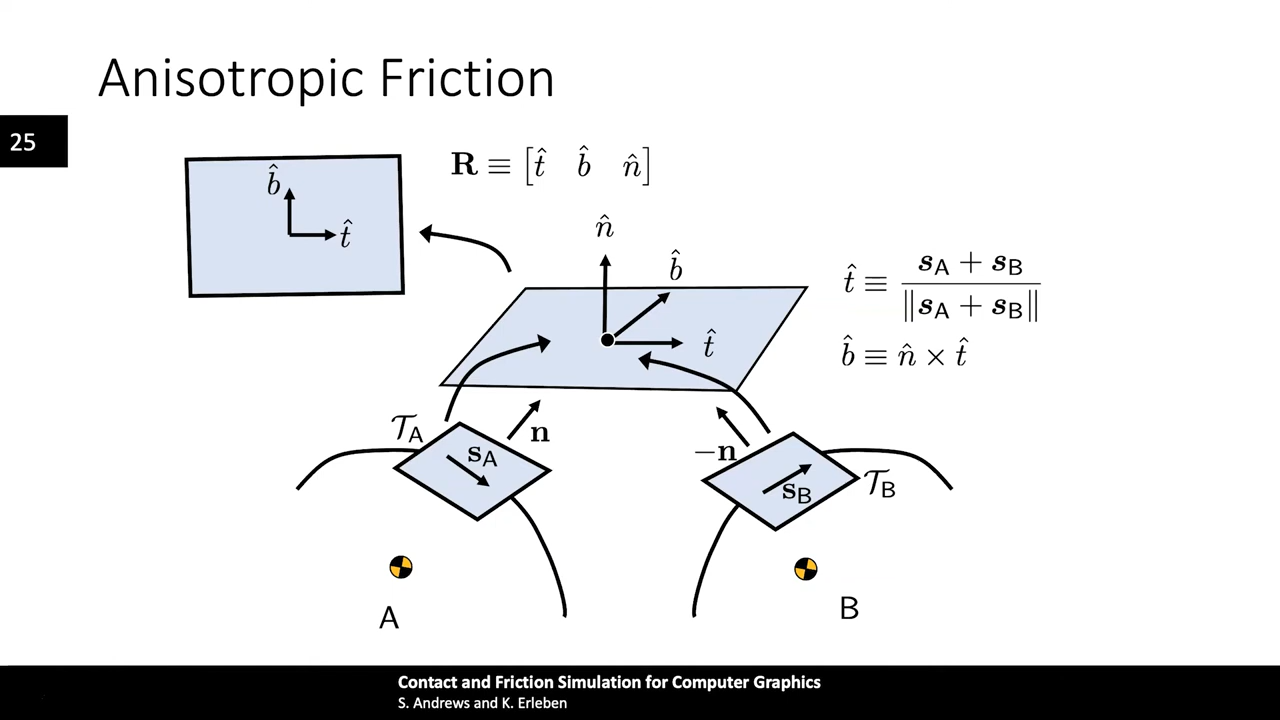 Anisotropic Friction
25
R ≡ [t̂ b̂ n̂]
b̂
t̂
n̂
b̂
t̂
t̂ ≡ (s_A + s_B) / ‖s_A + s_B‖
b̂ ≡ n̂ × t̂
𝒯_A
s_A
n
−n
s_B
𝒯_B
A
B
Contact and Friction Simulation for Computer Graphics
S. Andrews and K. Erleben